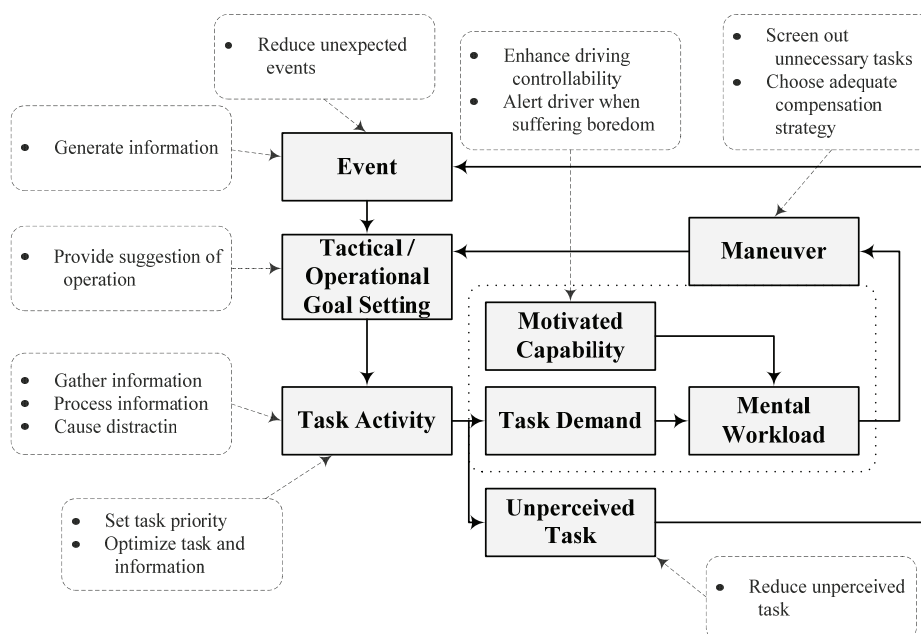 ● Reduce unexpected
events
● Enhance driving
controllability
● Alert driver when
suffering boredom
● Screen out
unnecessary tasks
● Choose adequate
compensation
strategy
● Generate information
Event
● Provide suggestion of
operation
Tactical /
Operational
Goal Setting
Maneuver
Motivated
Capability
● Gather information
● Process information
● Cause distractin
Task Activity
Task Demand
Mental
Workload
● Set task priority
● Optimize task and
information
Unperceived
Task
● Reduce unperceived
task